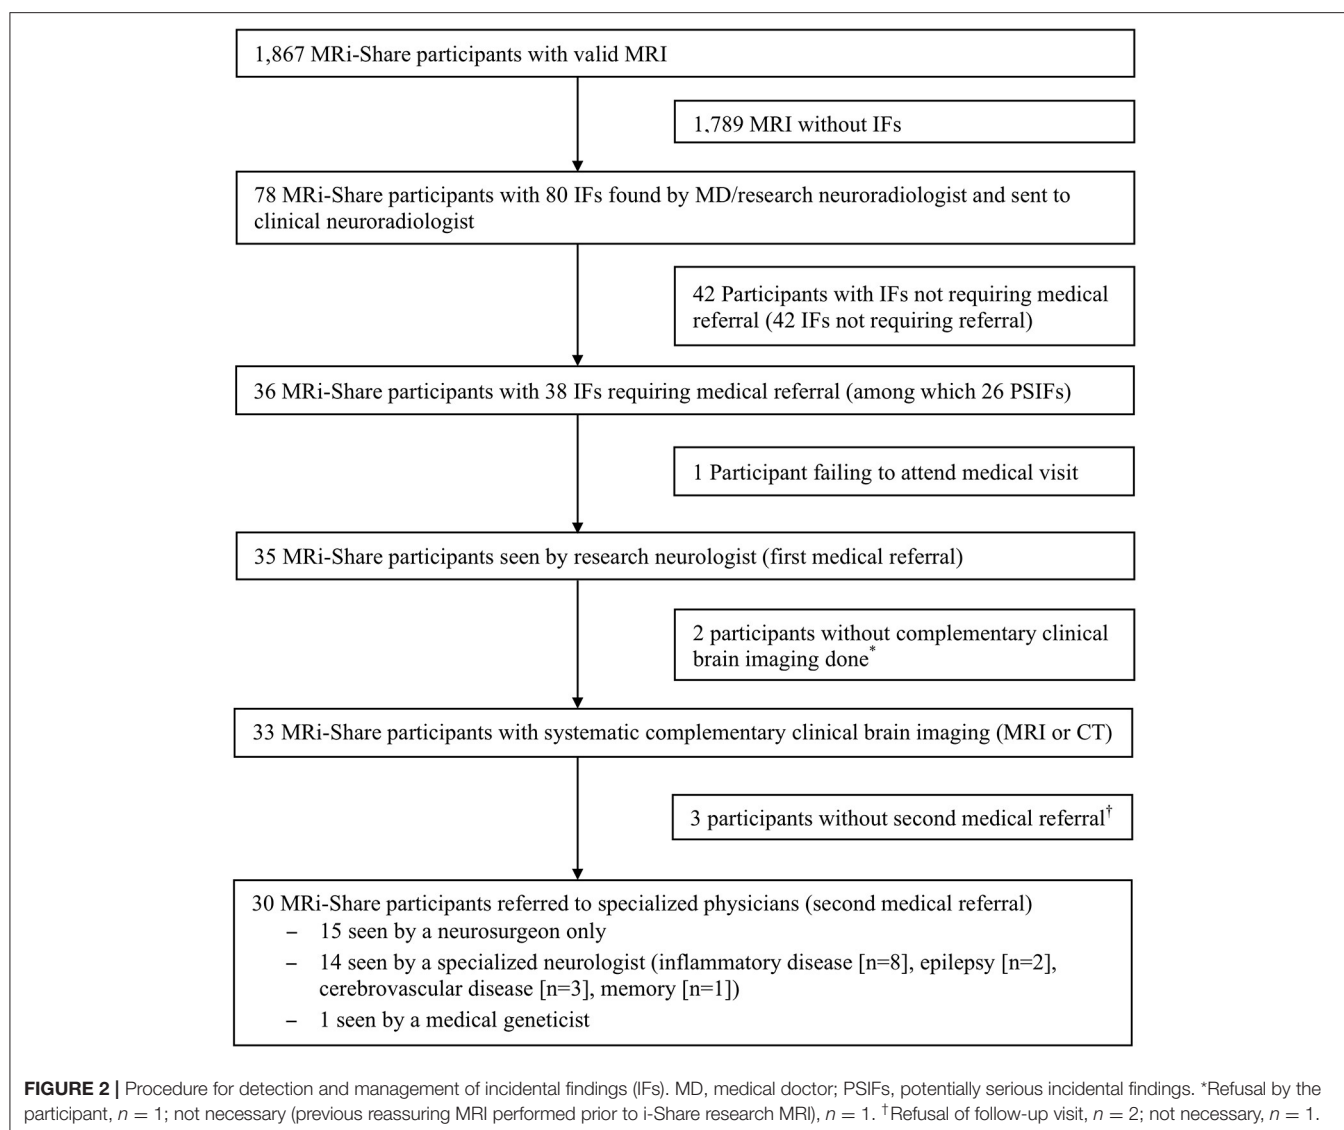 1,867 MRi-Share participants with valid MRI
1,789 MRI without IFs
78 MRi-Share participants with 80 IFs found by MD/research neuroradiologist and sent to
clinical neuroradiologist
42 Participants with IFs not requiring medical
referral (42 IFs not requiring referral)
36 MRi-Share participants with 38 IFs requiring medical referral (among which 26 PSIFs)
1 Participant failing to attend medical visit
35 MRi-Share participants seen by research neurologist (first medical referral)
2 participants without complementary clinical
brain imaging done*
33 MRi-Share participants with systematic complementary clinical brain imaging (MRI or CT)
3 participants without second medical referral†
30 MRi-Share participants referred to specialized physicians (second medical referral)
– 15 seen by a neurosurgeon only
– 14 seen by a specialized neurologist (inflammatory disease [n=8], epilepsy [n=2],
cerebrovascular disease [n=3], memory [n=1])
– 1 seen by a medical geneticist
FIGURE 2 | Procedure for detection and management of incidental findings (IFs). MD, medical doctor; PSIFs, potentially serious incidental findings. *Refusal by the
participant, n = 1; not necessary (previous reassuring MRI performed prior to i-Share research MRI), n = 1. †Refusal of follow-up visit, n = 2; not necessary, n = 1.